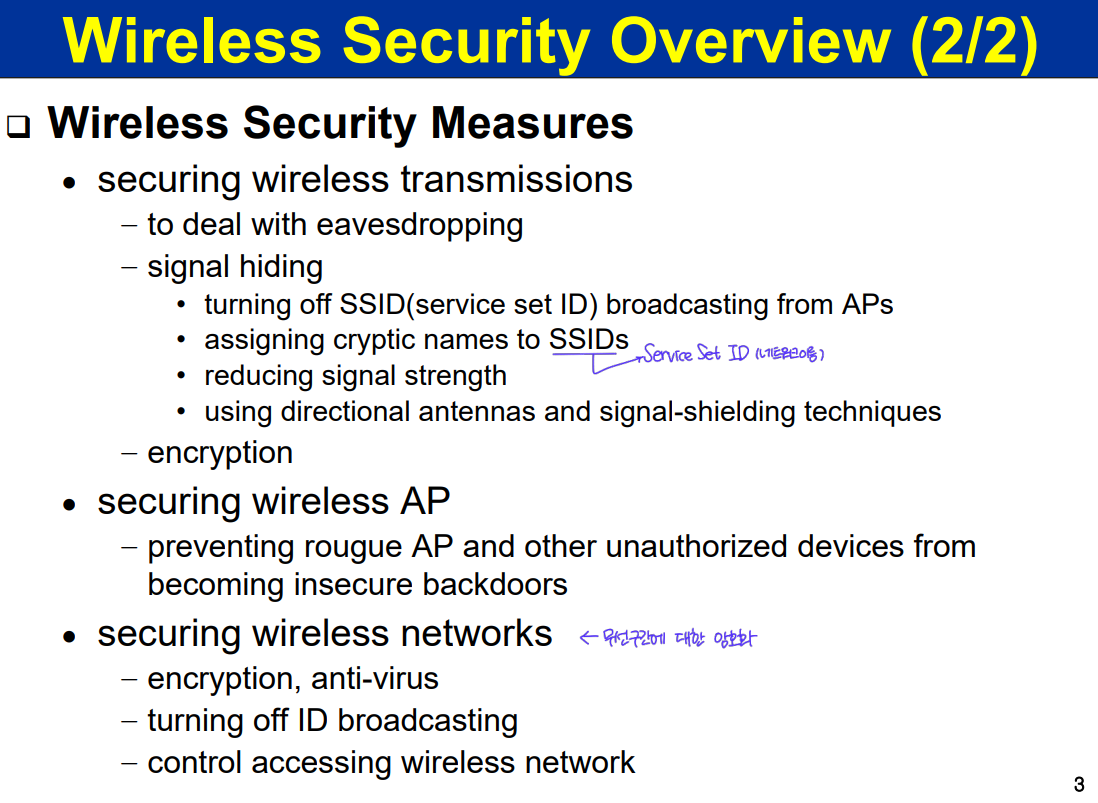 Wireless Security Overview (2/2)
❑ Wireless Security Measures
• securing wireless transmissions
– to deal with eavesdropping
– signal hiding
• turning off SSID(service set ID) broadcasting from APs
• assigning cryptic names to SSIDs
Service Set ID (네트워크이름)
• reducing signal strength
• using directional antennas and signal-shielding techniques
– encryption
• securing wireless AP
– preventing rougue AP and other unauthorized devices from
becoming insecure backdoors
• securing wireless networks ← 무선구간에 대한 암호화
– encryption, anti-virus
– turning off ID broadcasting
– control accessing wireless network
3